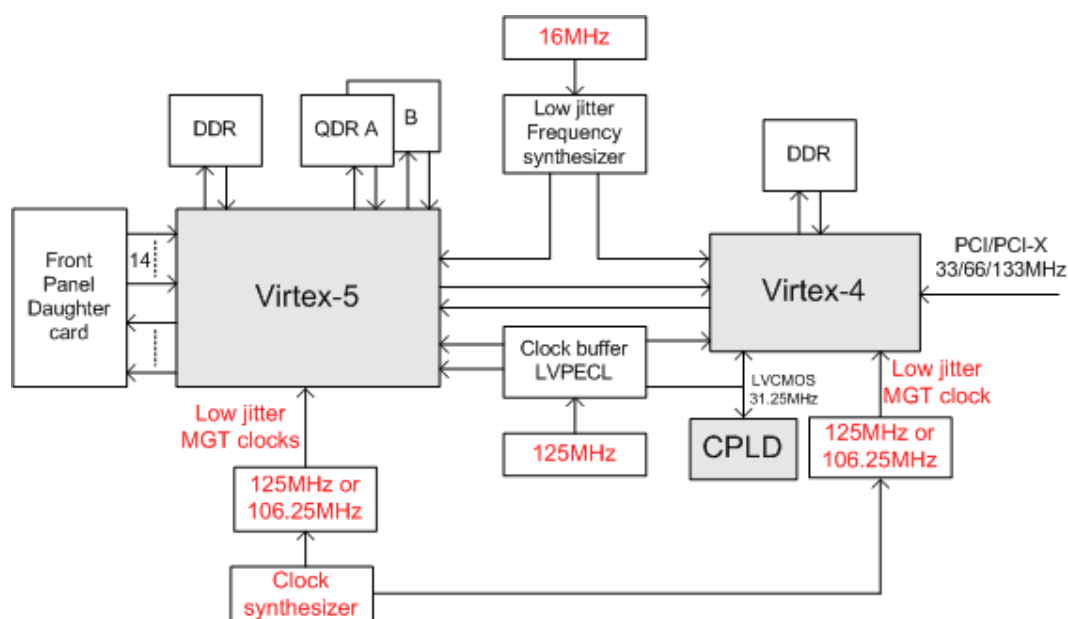 16MHz
Low jitter
Frequency
synthesizer
DDR
QDR A
B
DDR
Front
Panel
Daughter
card
14
Virtex-5
Virtex-4
PCI/PCI-X
33/66/133MHz
Clock buffer
LVPECL
LVCMOS
31.25MHz
Low jitter
MGT clock
Low jitter
MGT clocks
125MHz
CPLD
125MHz or
106.25MHz
125MHz or
106.25MHz
Clock
synthesizer